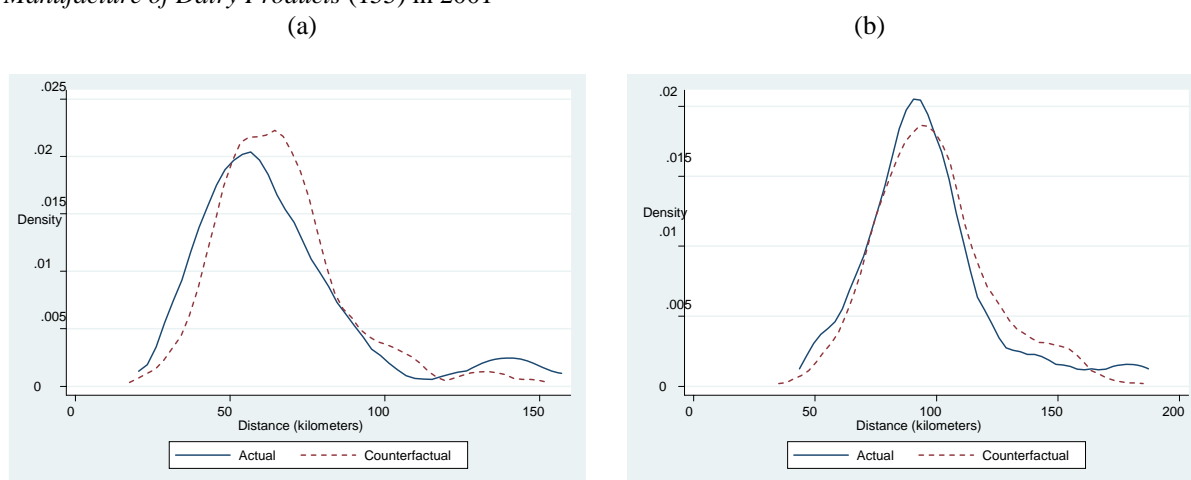 Manufacture of Dairy Products (155) in 2001
(a)
(b)
.025
.02
.015
Density
.01
.005
0
0 50 100 150
Distance (kilometers)
Actual Counterfactual
.02
.015
Density
.01
.005
0
0 50 100 150 200
Distance (kilometers)
Actual Counterfactual